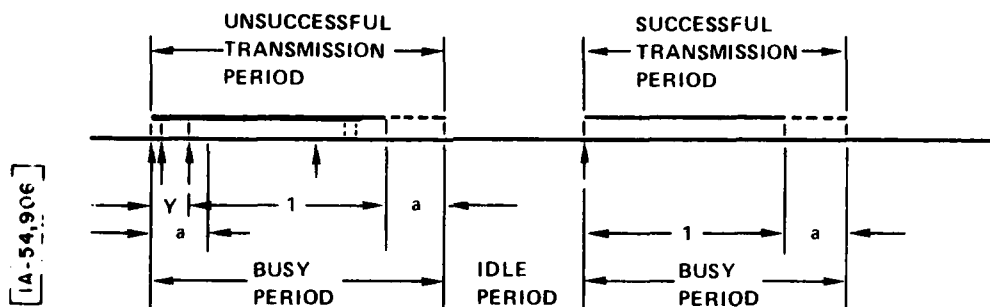 UNSUCCESSFUL
TRANSMISSION
PERIOD
SUCCESSFUL
TRANSMISSION
PERIOD
Y
1
a
a
1
a
BUSY
PERIOD
IDLE
PERIOD
BUSY
PERIOD
IA-54,906